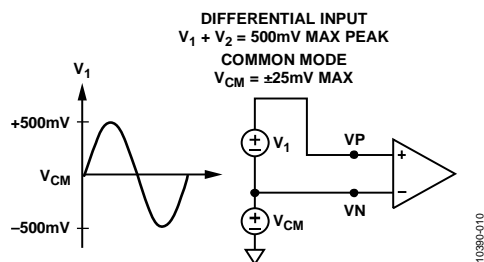 DIFFERENTIAL INPUT
V1 + V2 = 500mV MAX PEAK
COMMON MODE
VCM = ±25mV MAX
V1
+500mV
VCM
–500mV
V1
VP
+
VN
–
VCM
10390-010